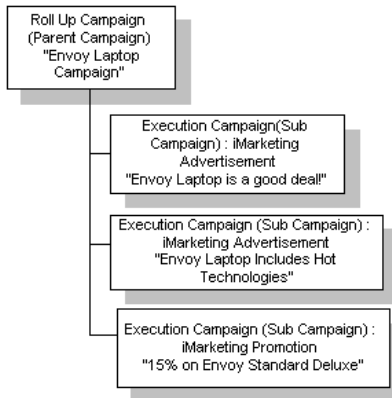 Roll Up Campaign
(Parent Campaign)
"Envoy Laptop
Campaign"
Execution Campaign(Sub
Campaign) : iMarketing
Advertisement
"Envoy Laptop is a good deal!"
Execution Campaign (Sub Campaign) :
iMarketing Advertisement
"Envoy Laptop Includes Hot
Technologies"
Execution Campaign (Sub Campaign) :
iMarketing Promotion
"15% on Envoy Standard Deluxe"